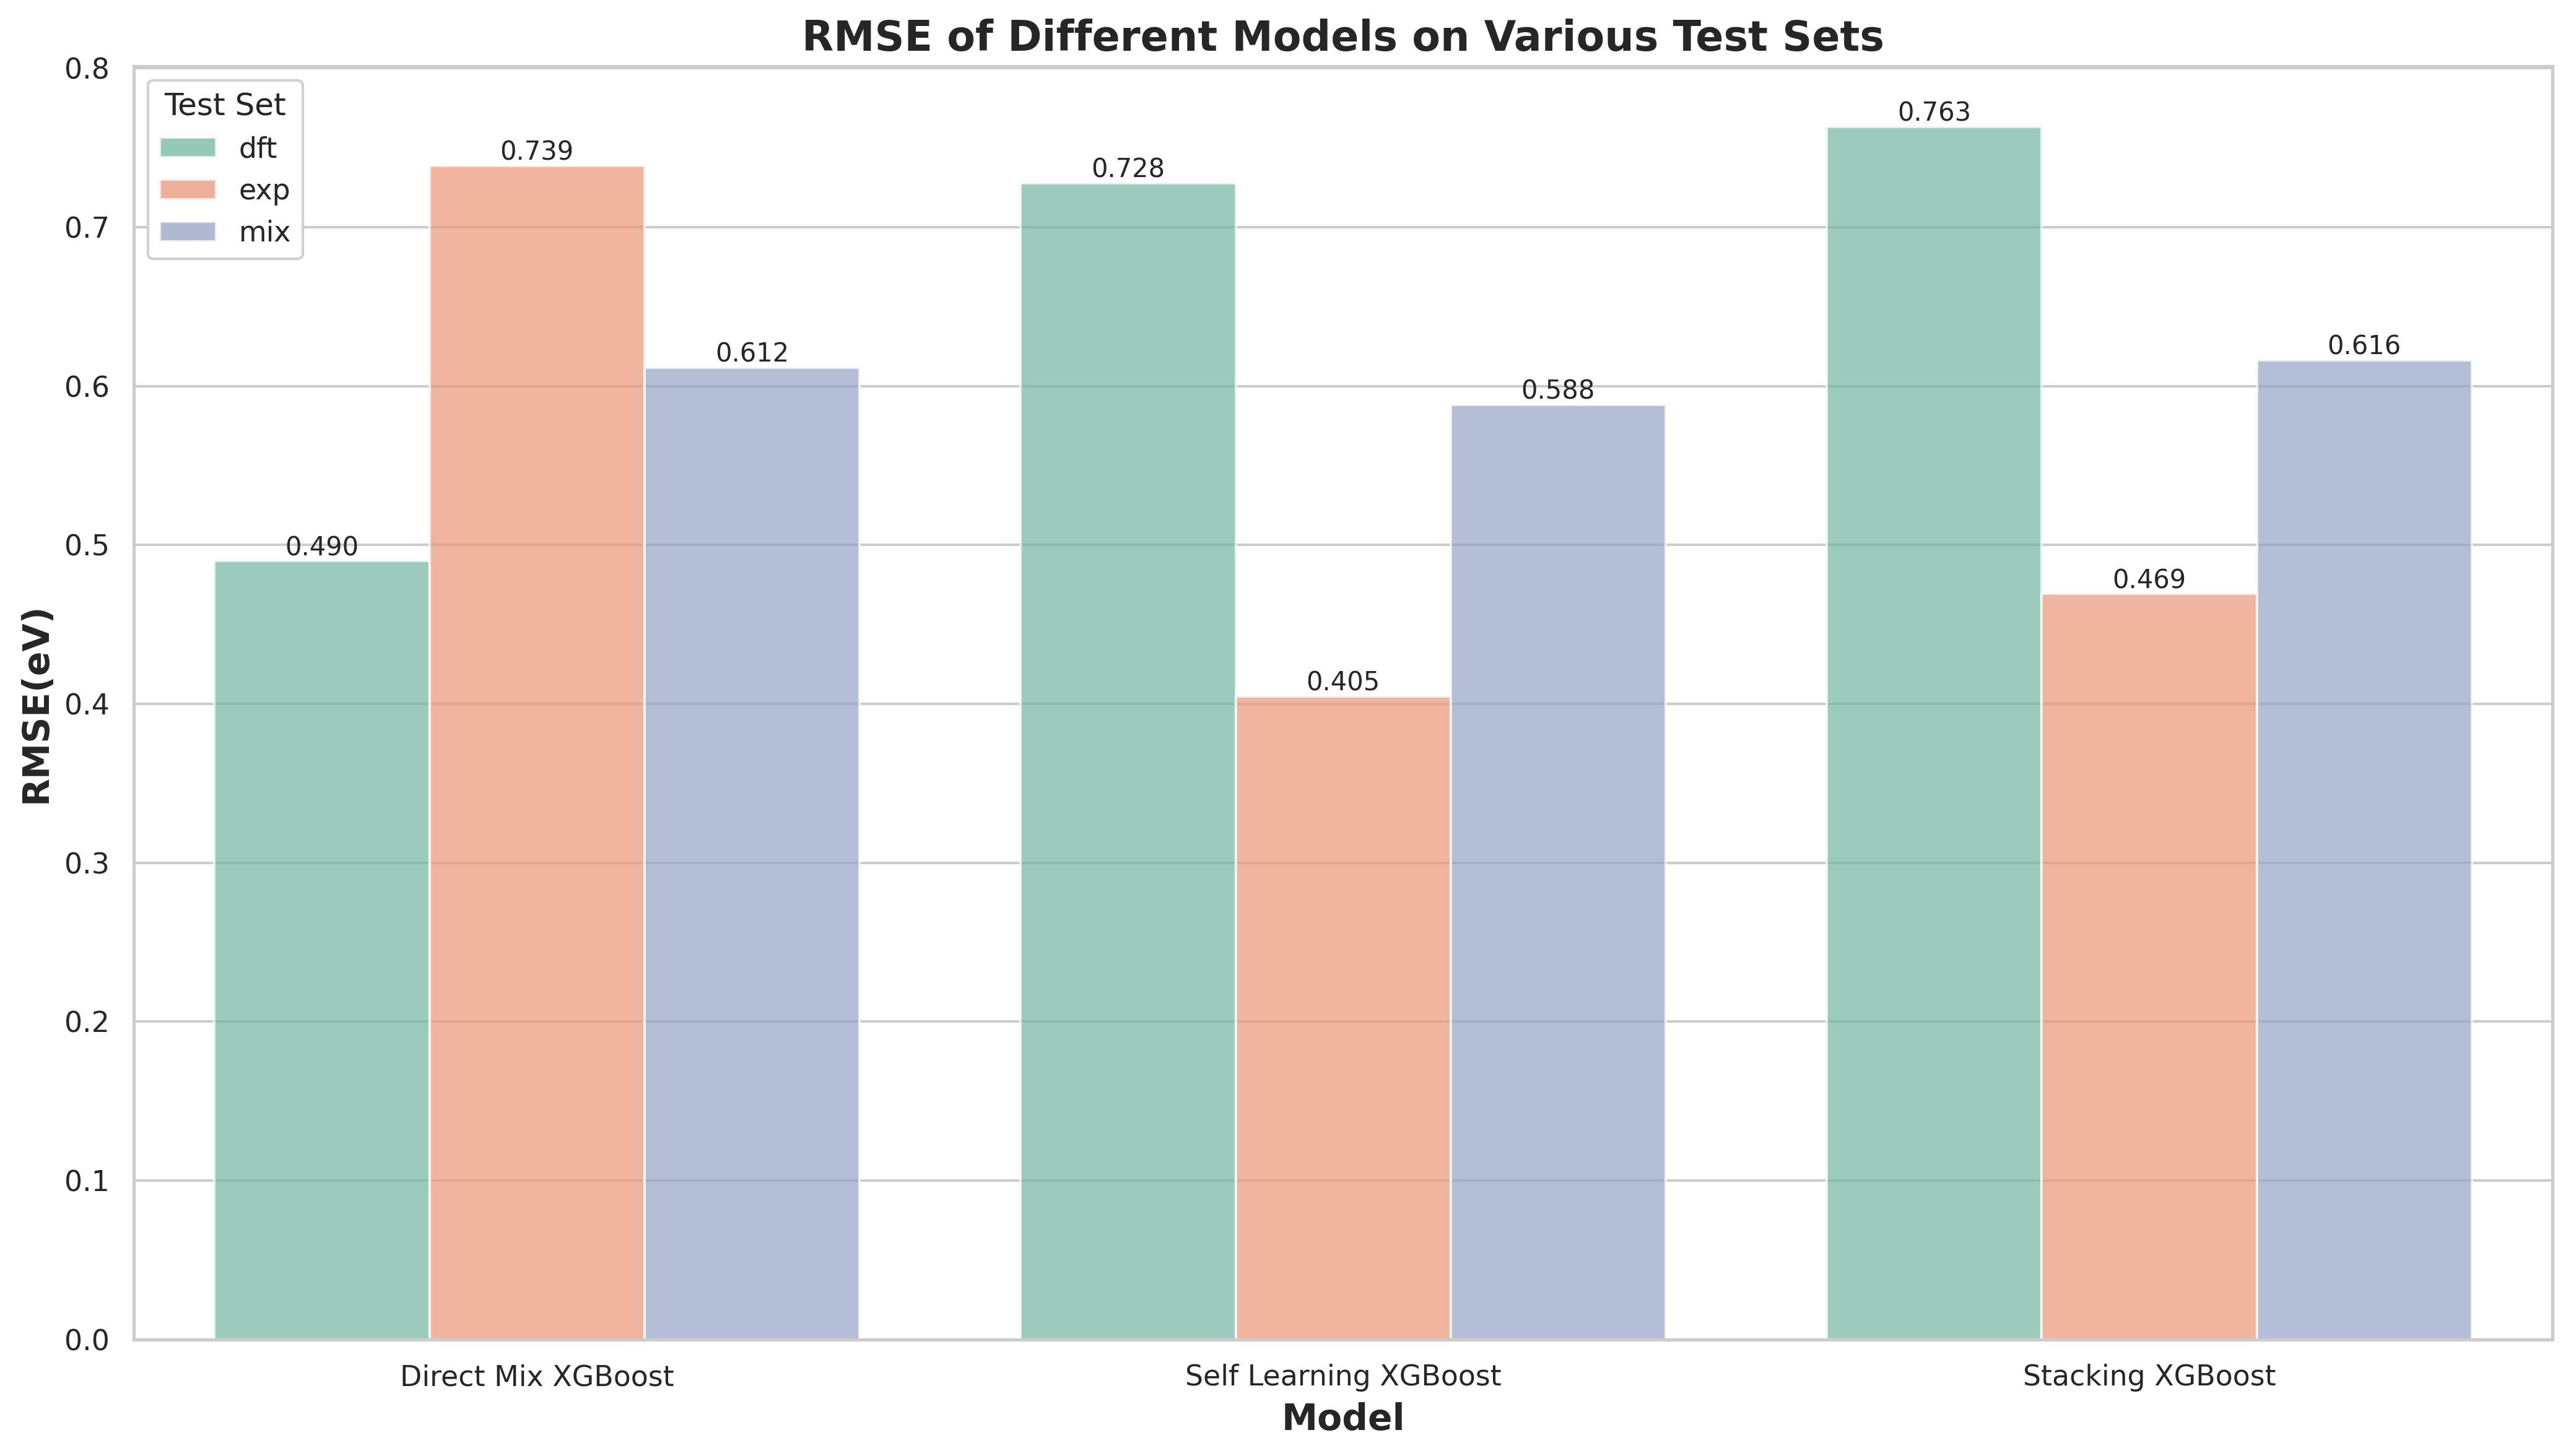 RMSE of Different Models on Various Test Sets
Test Set
dft
exp
mix
RMSE(eV)
0.8
0.7
0.6
0.5
0.4
0.3
0.2
0.1
0.0
0.490
0.739
0.612
0.728
0.405
0.588
0.763
0.469
0.616
Direct Mix XGBoost
Self Learning XGBoost
Stacking XGBoost
Model